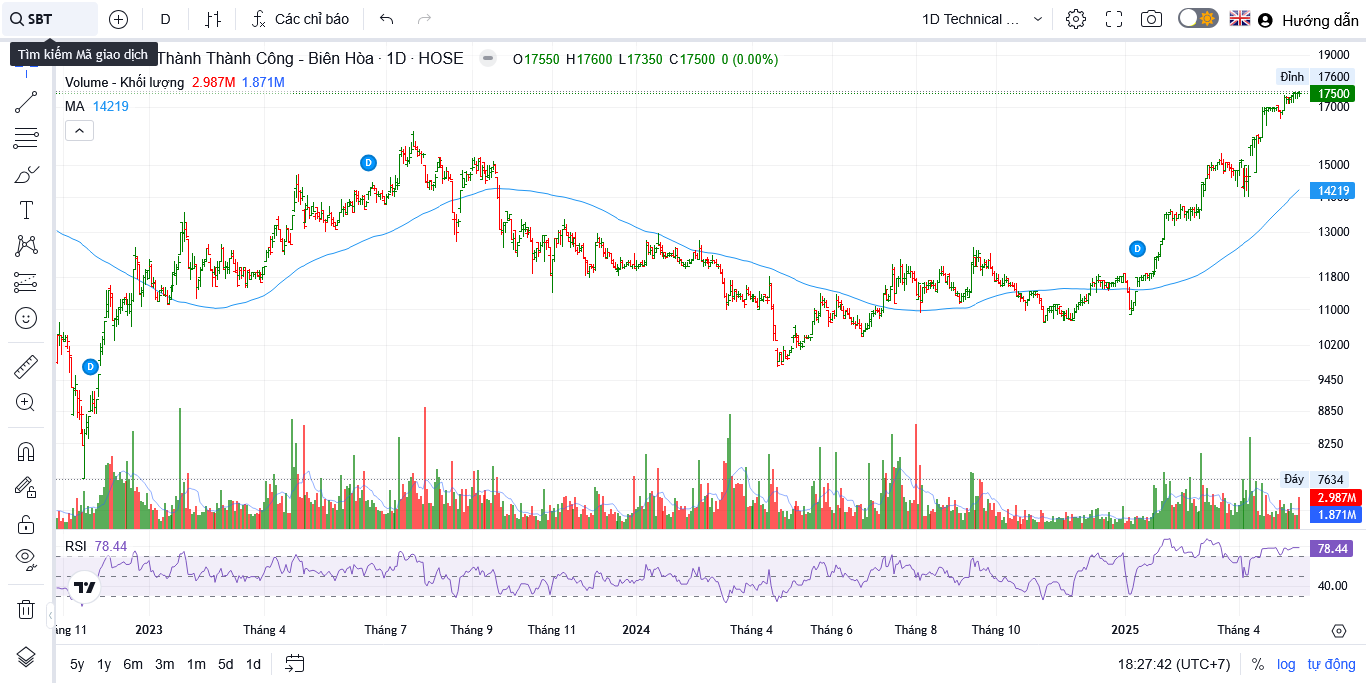 SBT
D
Các chỉ báo
1D Technical ...
Hướng dẫn
Tìm kiếm Mã giao dịch
Thành Thành Công - Biên Hòa · 1D · HOSE
O17550 H17600 L17350 C17500 0 (0.00%)
Volume - Khối lượng 2.987M 1.871M
MA 14219
D
D
D
19000
Đỉnh 17600
17500
17000
15000
14219
13000
11800
11000
10200
9450
8850
8250
Đáy 7634
2.987M
1.871M
RSI 78.44
78.44
40.00
ng 11 2023 Tháng 4 Tháng 7 Tháng 9 Tháng 11 2024 Tháng 4 Tháng 6 Tháng 8 Tháng 10 2025 Tháng 4
5y 1y 6m 3m 1m 5d 1d
18:27:42 (UTC+7) % log tự động